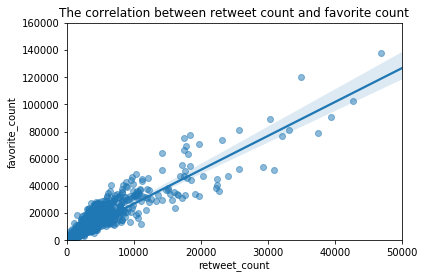 The correlation between retweet count and favorite count
160000
140000
120000
100000
80000
60000
40000
20000
0
favorite_count
0 10000 20000 30000 40000 50000
retweet_count